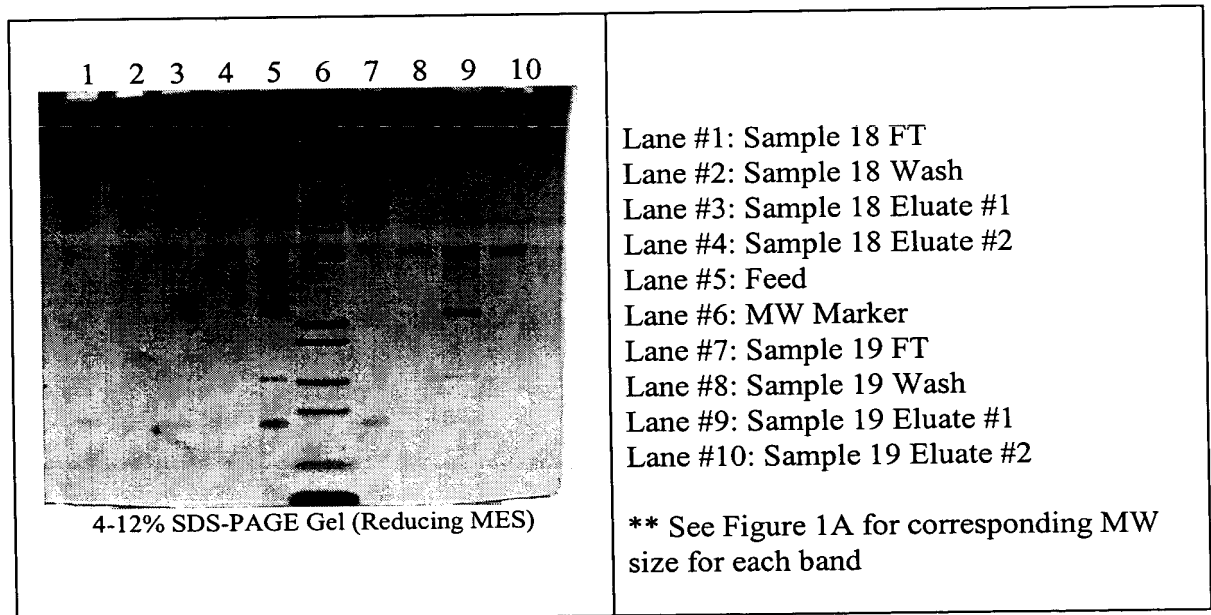 1 2 3 4 5 6 7 8 9 10
4-12% SDS-PAGE Gel (Reducing MES)
Lane #1: Sample 18 FT
Lane #2: Sample 18 Wash
Lane #3: Sample 18 Eluate #1
Lane #4: Sample 18 Eluate #2
Lane #5: Feed
Lane #6: MW Marker
Lane #7: Sample 19 FT
Lane #8: Sample 19 Wash
Lane #9: Sample 19 Eluate #1
Lane #10: Sample 19 Eluate #2
** See Figure 1A for corresponding MW
size for each band